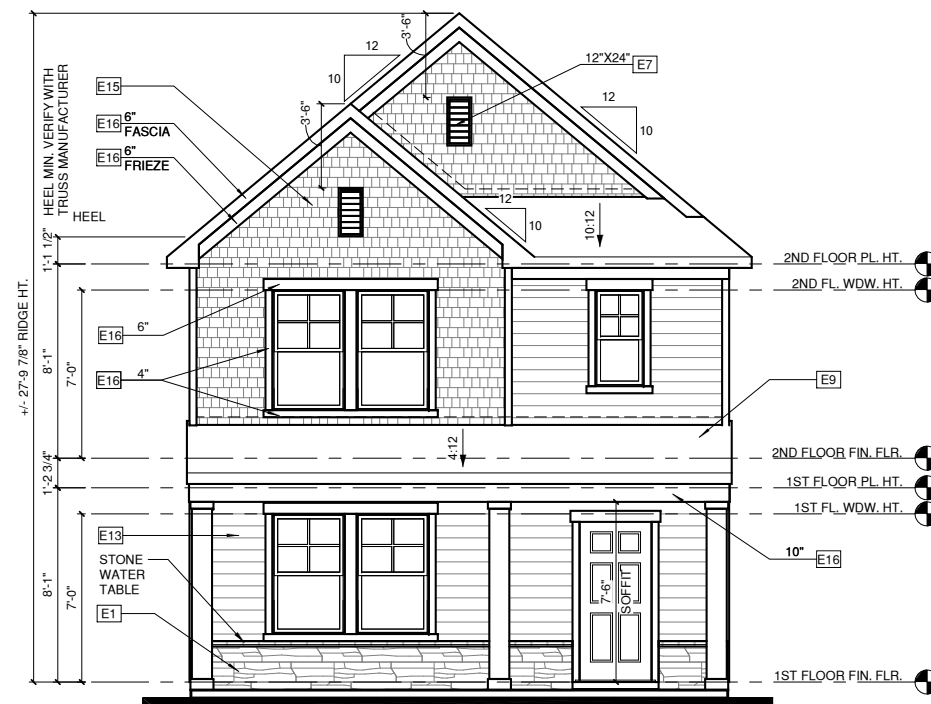 3'-6"
12
10
12"X24" E7
HEEL MIN. VERIFY WITH
TRUSS MANUFACTURER
E15
12
10
3'-6"
E16 6"
FASCIA
E16 6"
FRIEZE
HEEL
12
10
10:12
1'-1 1/2"
2ND FLOOR PL. HT.
2ND FL. WDW. HT.
+/- 27'-9 7/8" RIDGE HT.
8'-1"
7'-0"
E16 6"
E16 4"
E9
4:12
2ND FLOOR FIN. FLR.
1'-2 3/4"
1ST FLOOR PL. HT.
1ST FL. WDW. HT.
E13
10"
E16
STONE
WATER
TABLE
8'-1"
7'-0"
7'-6"
SOFFIT
E1
1ST FLOOR FIN. FLR.